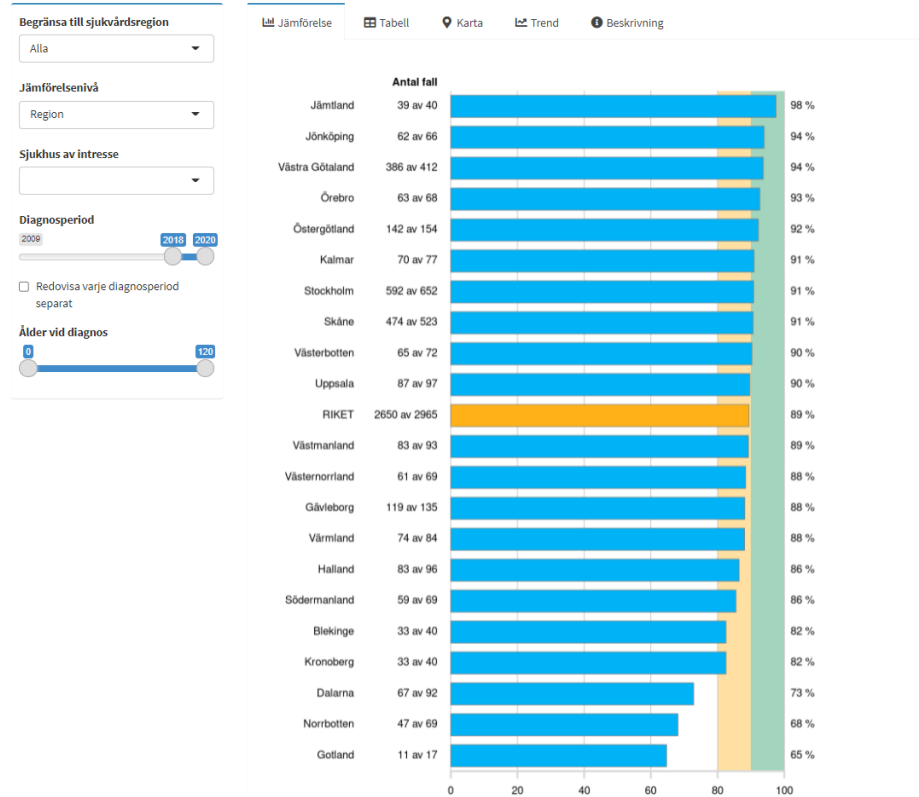 Begränsa till sjukvårdsregion
Alla
Jämförelsenivå
Region
Sjukhus av intresse
Diagnosperiod
2009 2018 2020
Redovisa varje diagnosperiod
separat
Ålder vid diagnos
0 120
Jämförelse Tabell Karta Trend Beskrivning
Antal fall
Jämtland 39 av 40 98 %
Jönköping 62 av 66 94 %
Västra Götaland 386 av 412 94 %
Örebro 63 av 68 93 %
Östergötland 142 av 154 92 %
Kalmar 70 av 77 91 %
Stockholm 592 av 652 91 %
Skåne 474 av 523 91 %
Västerbotten 65 av 72 90 %
Uppsala 87 av 97 90 %
RIKET 2650 av 2965 89 %
Västmanland 83 av 93 89 %
Västernorrland 61 av 69 88 %
Gävleborg 119 av 135 88 %
Värmland 74 av 84 88 %
Halland 83 av 96 86 %
Södermanland 59 av 69 86 %
Blekinge 33 av 40 82 %
Kronoberg 33 av 40 82 %
Dalarna 67 av 92 73 %
Norrbotten 47 av 69 68 %
Gotland 11 av 17 65 %
0 20 40 60 80 100